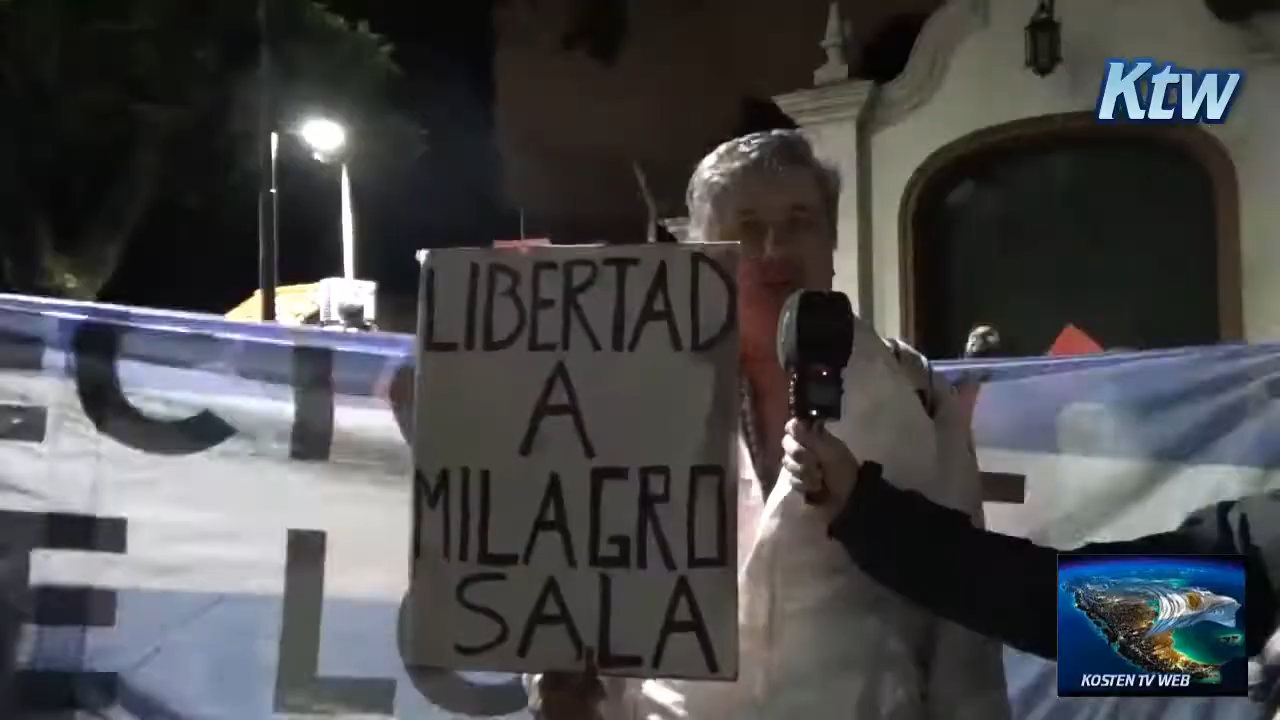 Ktw
LIBERTAD
A
MILAGRO
SALA
KOSTEN TV WEB